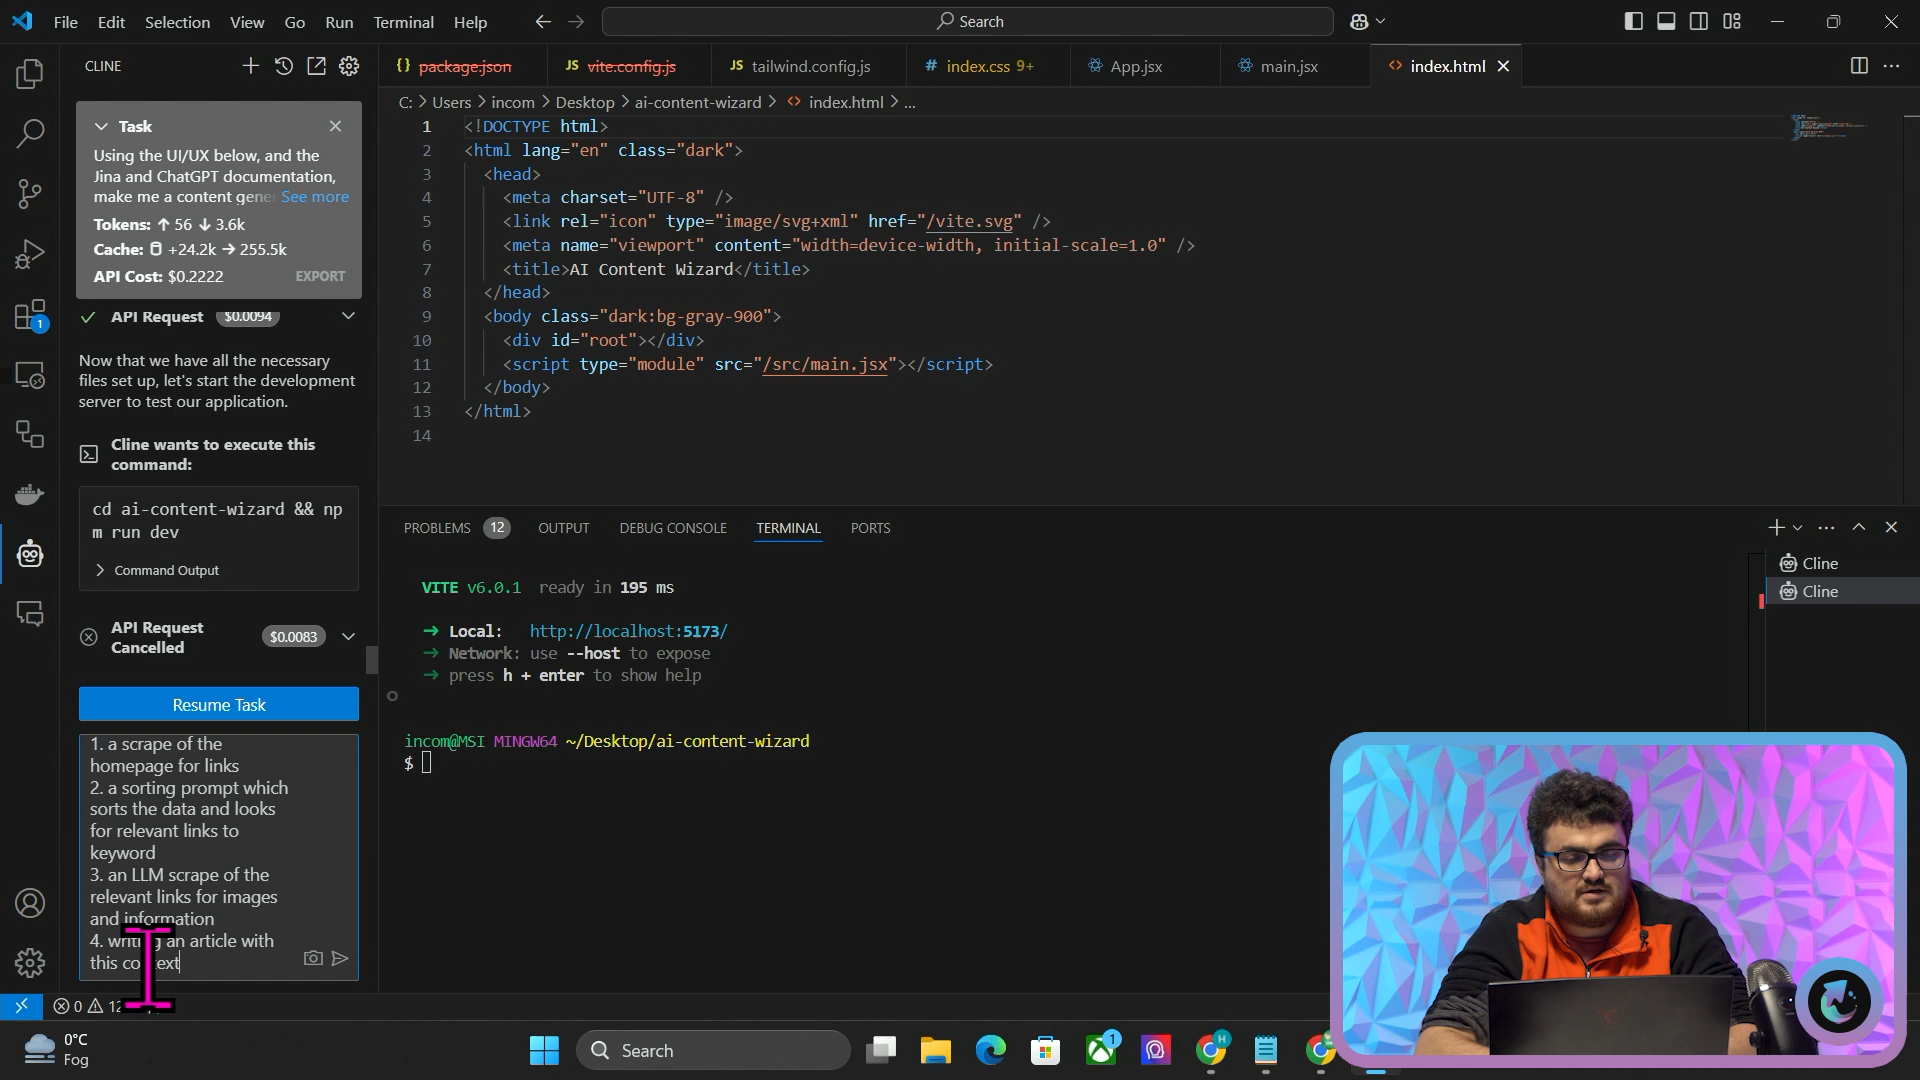 File Edit Selection View Go Run Terminal Help
Search
CLINE
package.json
vite.config.js
JS tailwind.config.js
# index.css 9+
App.jsx
main.jsx
<> index.html
C: > Users > incom > Desktop > ai-content-wizard > <> index.html > ...
Task
Using the UI/UX below, and the
Jina and ChatGPT documentation,
make me a content gene See more
Tokens: ↑ 56 ↓ 3.6k
Cache: +24.2k → 255.5k
API Cost: $0.2222 EXPORT
API Request $0.0094
Now that we have all the necessary
files set up, let's start the development
server to test our application.
Cline wants to execute this
command:
cd ai-content-wizard && np
m run dev
> Command Output
API Request
Cancelled
$0.0083
Resume Task
1. a scrape of the
homepage for links
2. a sorting prompt which
sorts the data and looks
for relevant links to
keyword
3. an LLM scrape of the
relevant links for images
and information
4. writing an article with
this context
1 <!DOCTYPE html>
2 <html lang="en" class="dark">
3 <head>
4 <meta charset="UTF-8" />
5 <link rel="icon" type="image/svg+xml" href="/vite.svg" />
6 <meta name="viewport" content="width=device-width, initial-scale=1.0" />
7 <title>AI Content Wizard</title>
8 </head>
9 <body class="dark:bg-gray-900">
10 <div id="root"></div>
11 <script type="module" src="/src/main.jsx"></script>
12 </body>
13 </html>
14
PROBLEMS 12 OUTPUT DEBUG CONSOLE TERMINAL PORTS
Cline
Cline
VITE v6.0.1 ready in 195 ms
→ Local: http://localhost:5173/
→ Network: use --host to expose
→ press h + enter to show help
incom@MSI MINGW64 ~/Desktop/ai-content-wizard
$
1
0 12
0°C
Fog
Search
1